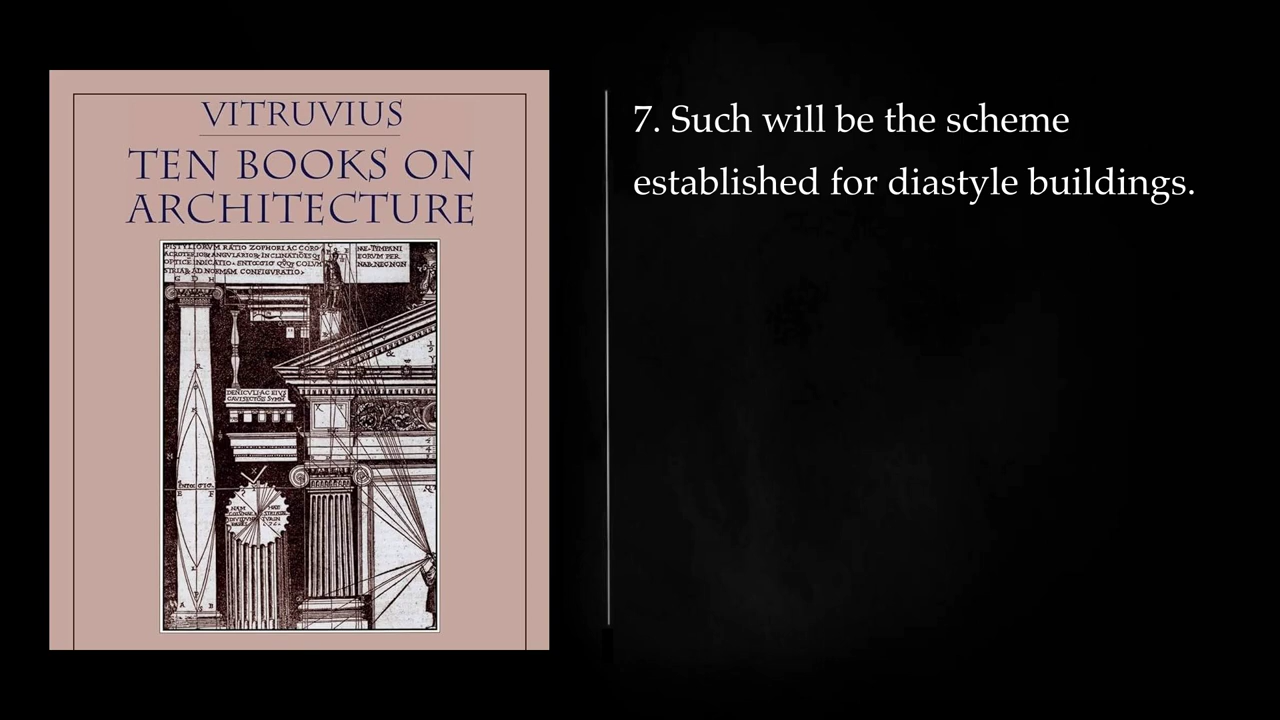 VITRUVIUS
TEN BOOKS ON
ARCHITECTURE
7. Such will be the scheme
established for diastyle buildings.